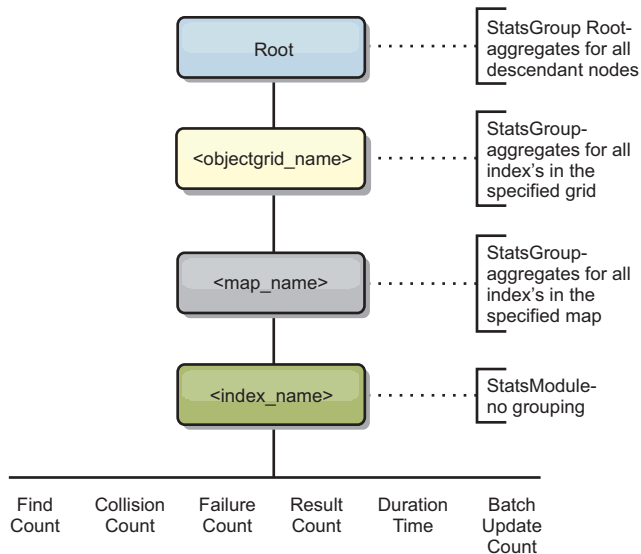 Root
StatsGroup Root-
aggregates for all
descendant nodes
<objectgrid_name>
StatsGroup-
aggregates for all
index's in the
specified grid
<map_name>
StatsGroup-
aggregates for all
index's in the
specified map
<index_name>
StatsModule-
no grouping
Find
Count
Collision
Count
Failure
Count
Result
Count
Duration
Time
Batch
Update
Count